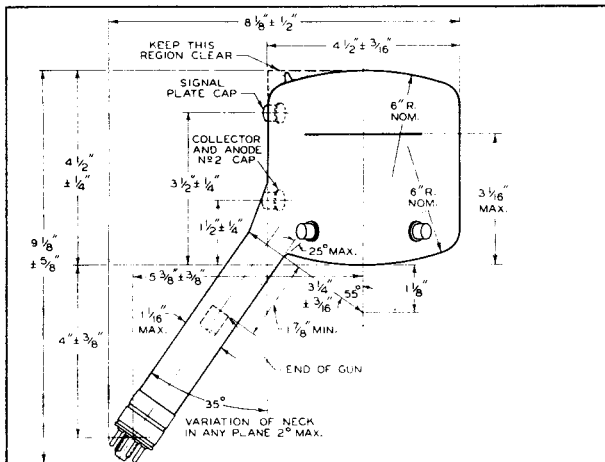 8 1/8" ± 1/2"
4 1/2" ± 3/16"
KEEP THIS
REGION CLEAR
SIGNAL
PLATE CAP
6" R.
NOM.
COLLECTOR
AND ANODE
Nº2 CAP
4 1/2"
± 1/4"
3 1/2" ± 1/4"
3 1/16"
MAX.
6" R.
NOM.
1 1/2" ± 1/4"
9 1/8"
± 5/8"
25° MAX.
5 3/8" ± 3/8"
3 1/4"
± 3/16"
55°
1 1/8"
1 1/16"
MAX.
1 7/8" MIN.
4" ± 3/8"
END OF GUN
35°
VARIATION OF NECK
IN ANY PLANE 2° MAX.